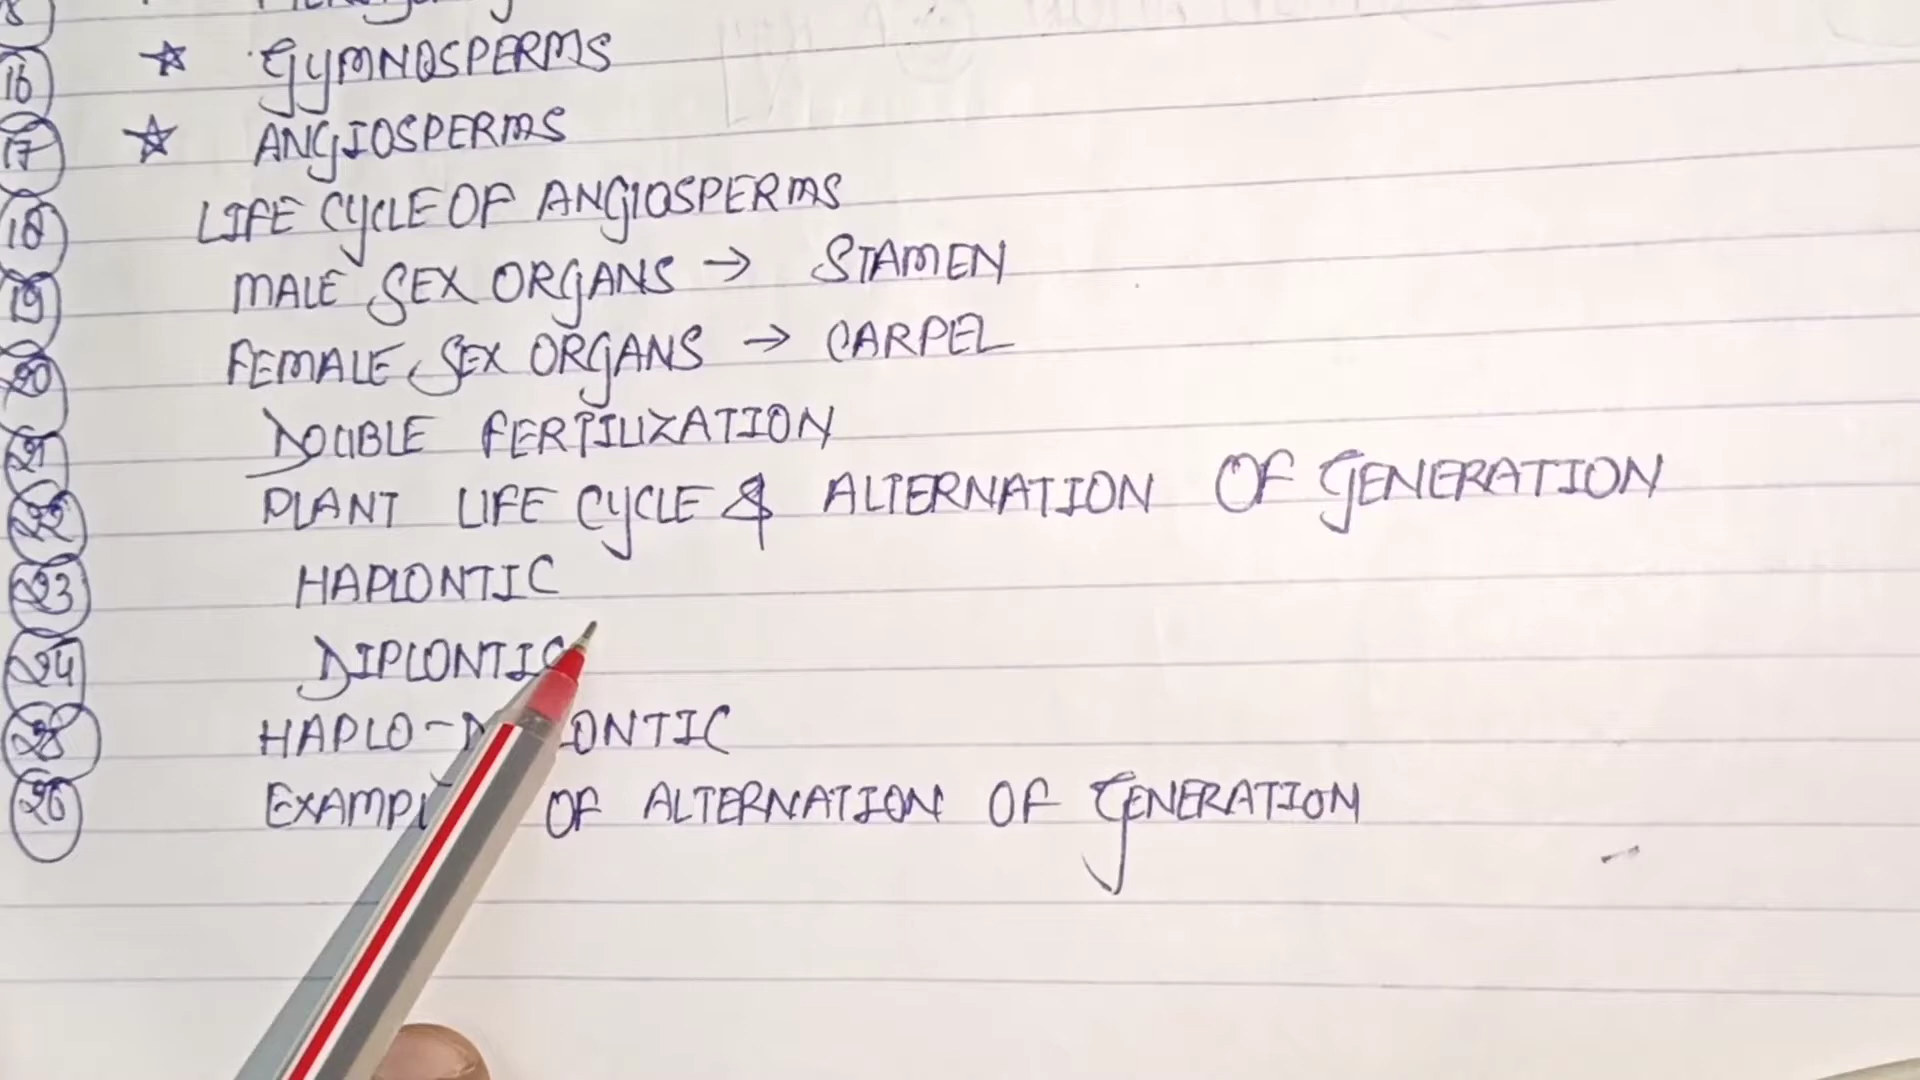 16 ☆ GYMNOSPERMS
17 ☆ ANGIOSPERMS
18 LIFE CYCLE OF ANGIOSPERMS
19 MALE SEX ORGANS → STAMEN
20 FEMALE SEX ORGANS → CARPEL
21 DOUBLE FERTILIZATION
22 PLANT LIFE CYCLE & ALTERNATION OF GENERATION
23 HAPLONTIC
24 DIPLONTIC
25 HAPLO-DIPLONTIC
26 OF ALTERNATION OF GENERATION